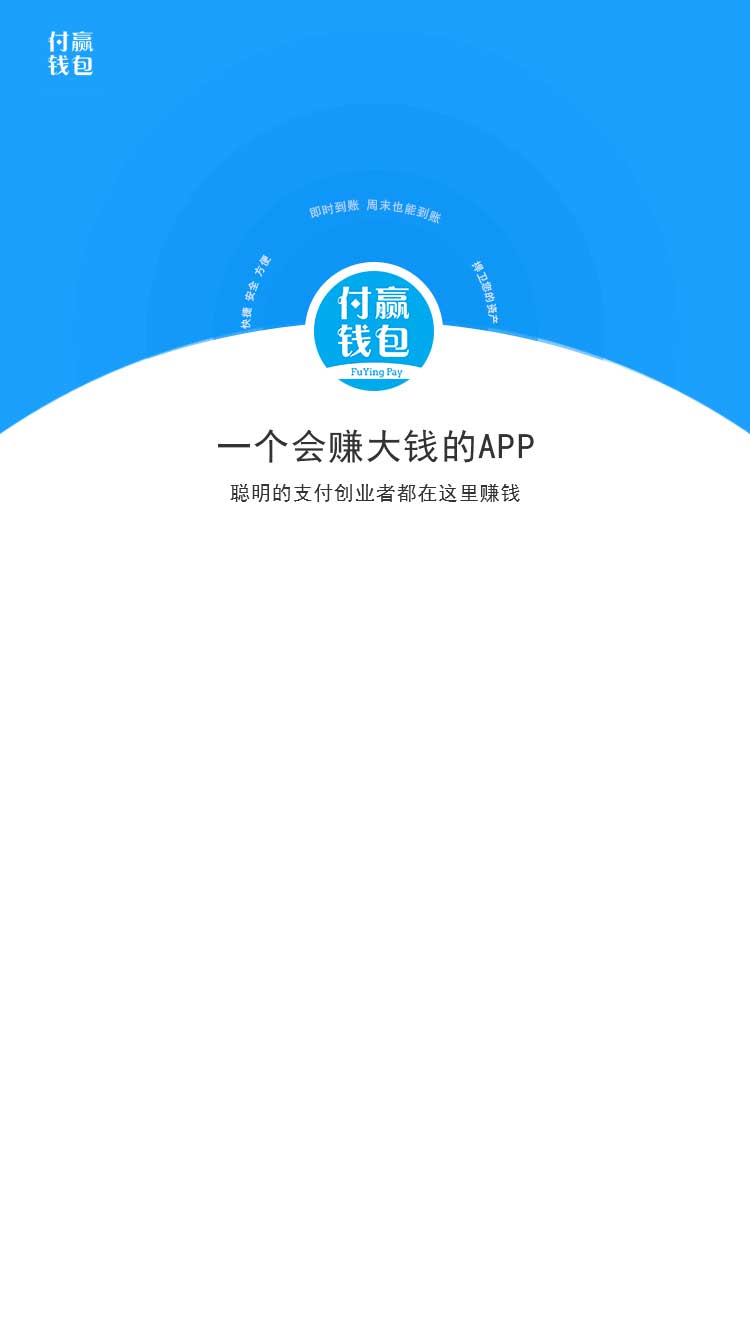 付赢
钱包
即时到账 周末也能到账
快捷 安全 方便
捍卫您的资产
付赢
钱包
FuYing Pay
一个会赚大钱的APP
聪明的支付创业者都在这里赚钱